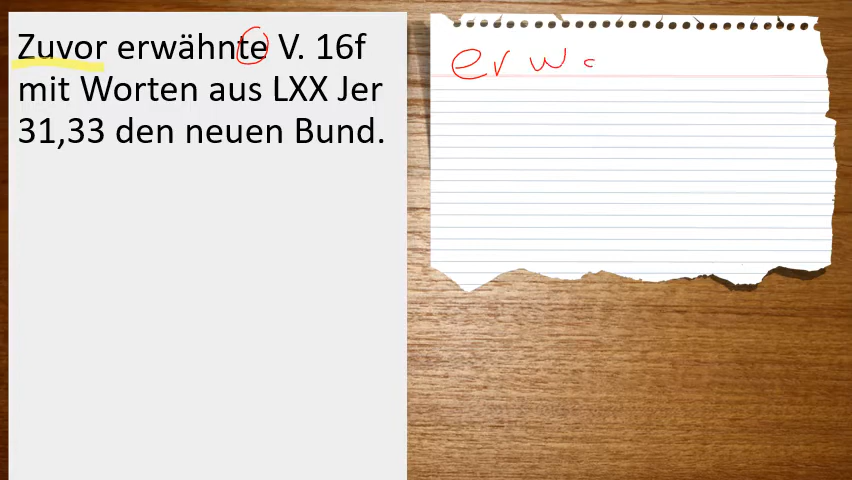 Zuvor erwähnte V. 16f
mit Worten aus LXX Jer
31,33 den neuen Bund.
erw